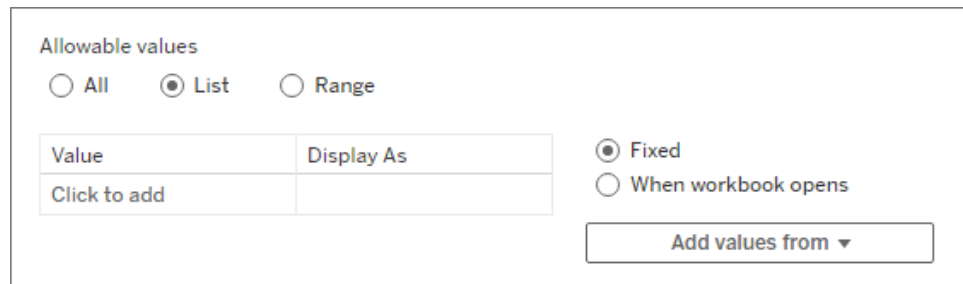 Allowable values
All List Range
Value Display As
Click to add
Fixed
When workbook opens
Add values from